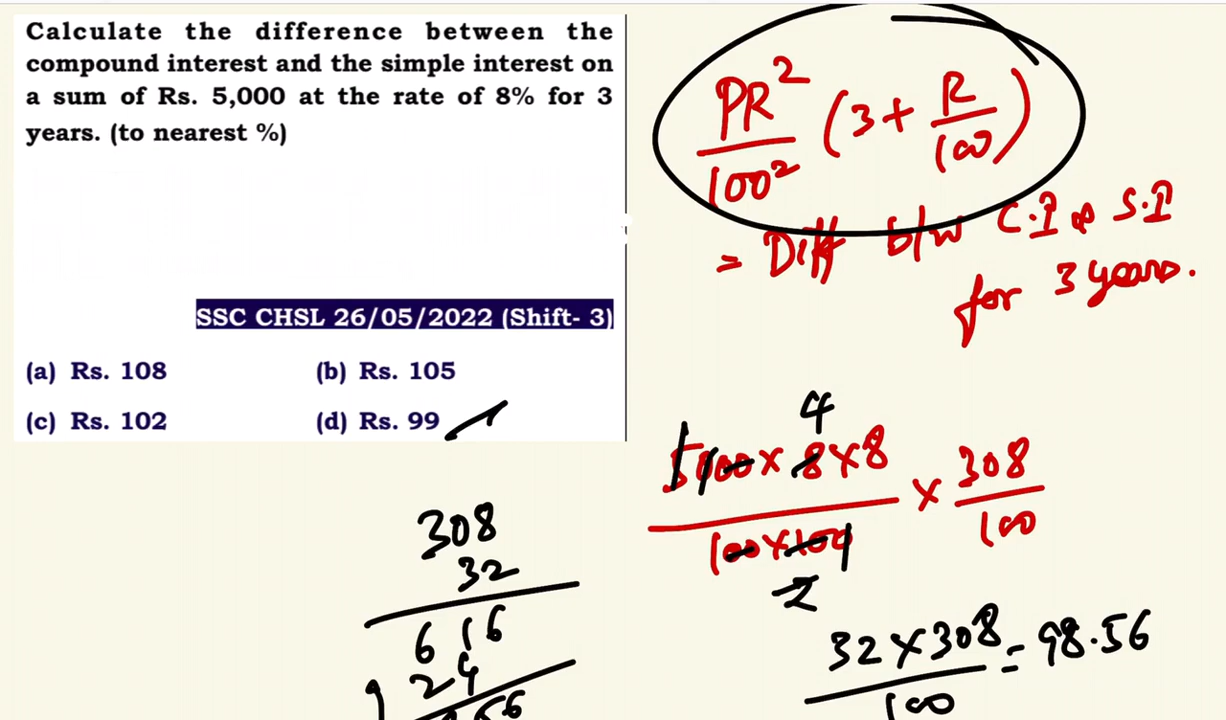 Calculate the difference between the
compound interest and the simple interest on
a sum of Rs. 5,000 at the rate of 8% for 3
years. (to nearest %)
SSC CHSL 26/05/2022 (Shift- 3)
(a) Rs. 108 (b) Rs. 105
(c) Rs. 102 (d) Rs. 99
PR²/100² (3 + R/100)
= Diff b/w C.I & S.I
for 3 years.
4
5000 × 8 × 8 / 100 × 100 × 308/100
2
308
32
616
24
56
32 × 308 / 100 = 98.56